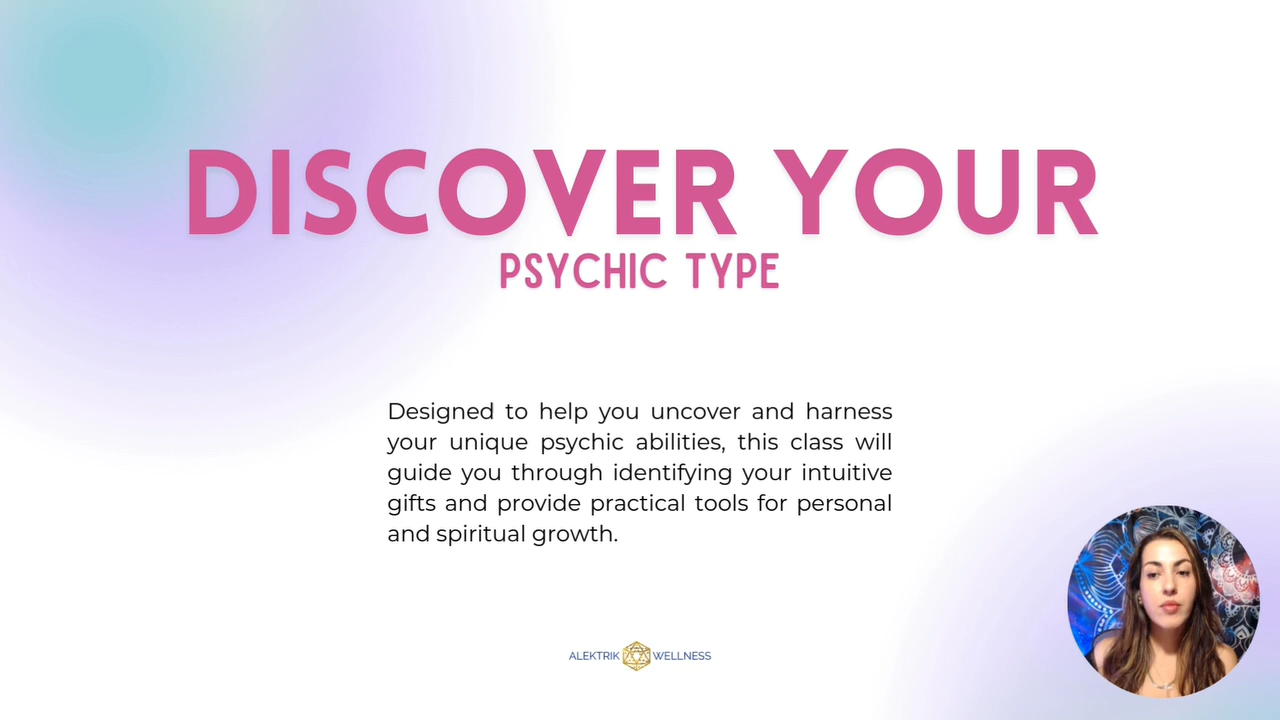 DISCOVER YOUR
PSYCHIC TYPE
Designed to help you uncover and harness
your unique psychic abilities, this class will
guide you through identifying your intuitive
gifts and provide practical tools for personal
and spiritual growth.
ALEKTRIK WELLNESS